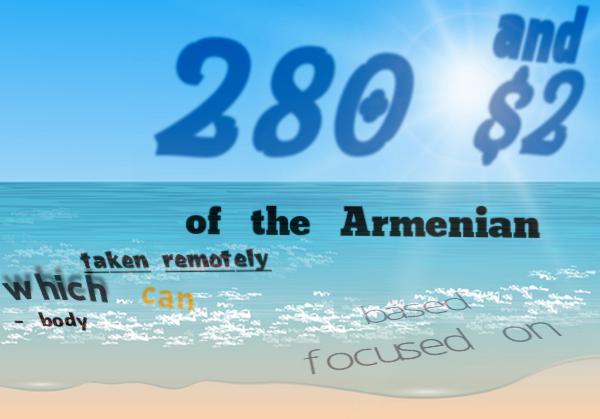 and
280 $2
of the Armenian
taken remotely
which can
- body
based
focused on